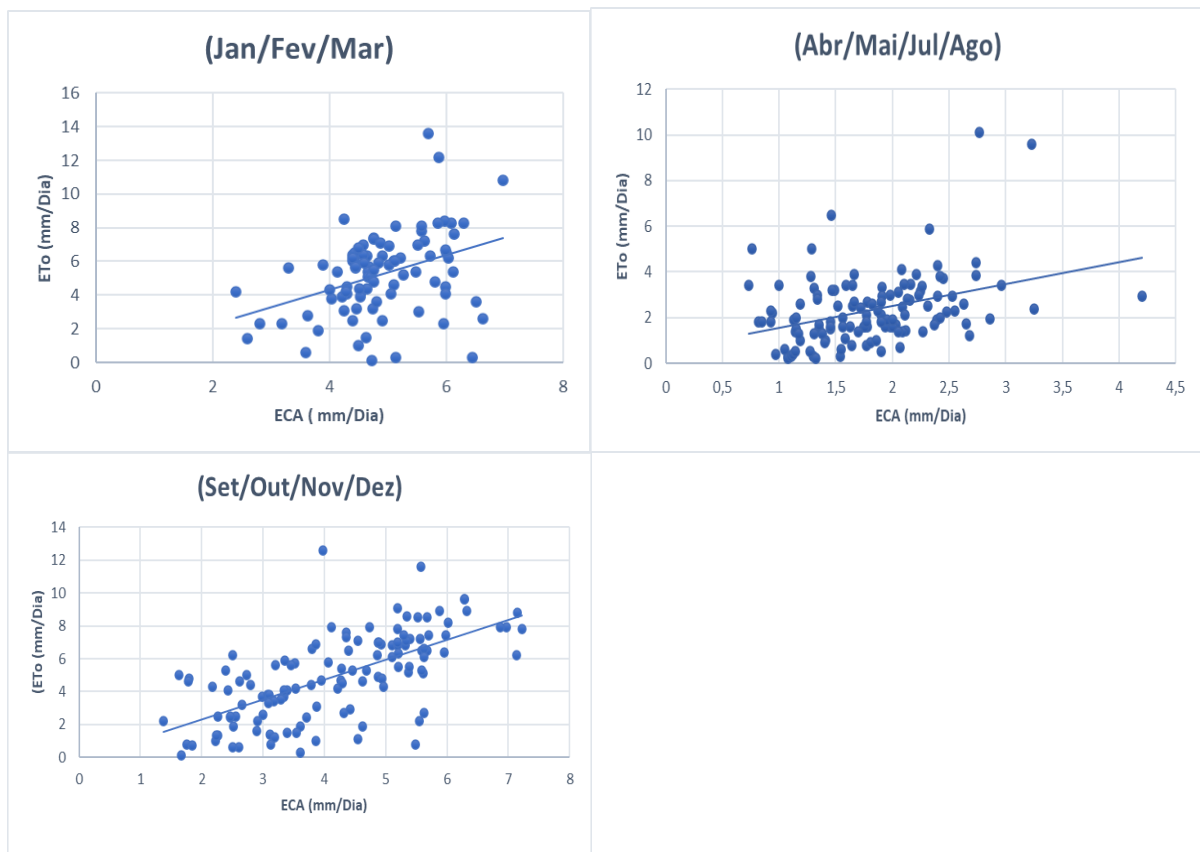 (Jan/Fev/Mar)
16
14
12
10
8
6
4
2
0
0 2 4 6 8
ETo (mm/Dia)
ECA ( mm/Dia)
(Abr/Mai/Jul/Ago)
12
10
8
6
4
2
0
0 0,5 1 1,5 2 2,5 3 3,5 4 4,5
ETo (mm/Dia)
ECA (mm/Dia)
(Set/Out/Nov/Dez)
14
12
10
8
6
4
2
0
0 1 2 3 4 5 6 7 8
(ETo (mm/Dia)
ECA (mm/Dia)